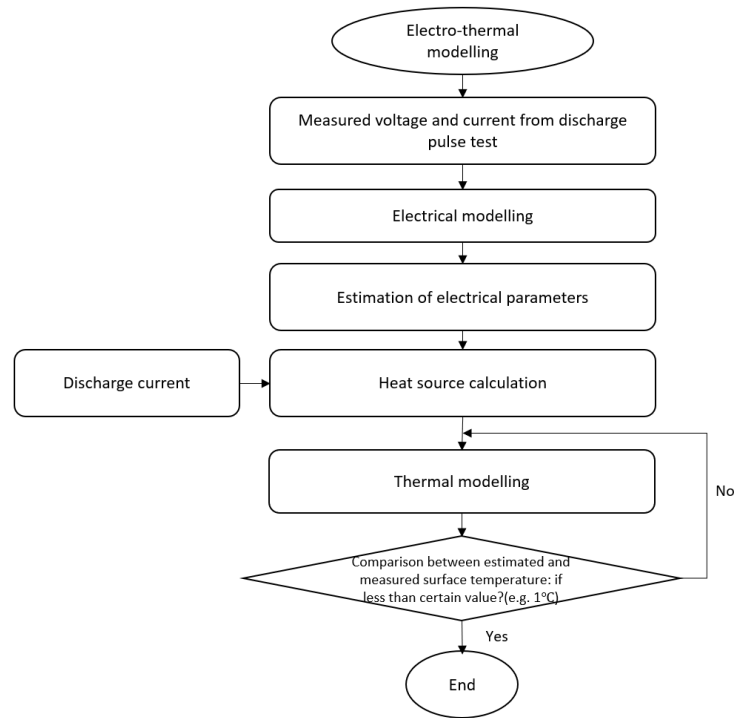 Electro-thermal
modelling
Measured voltage and current from discharge
pulse test
Electrical modelling
Estimation of electrical parameters
Discharge current
Heat source calculation
Thermal modelling
No
Comparison between estimated and
measured surface temperature: if
less than certain value?(e.g. 1°C)
Yes
End